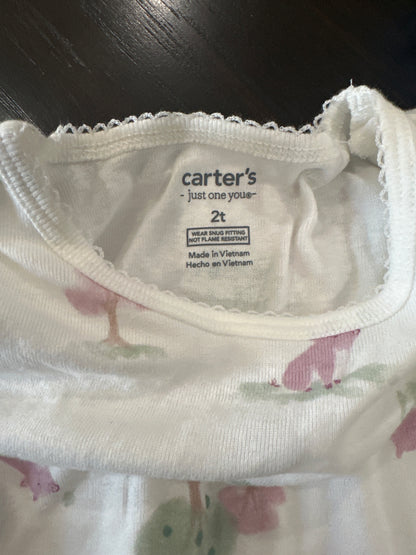 carter's
- just one you®-
2t
WEAR SNUG FITTING
NOT FLAME RESISTANT
Made in Vietnam
Hecho en Vietnam